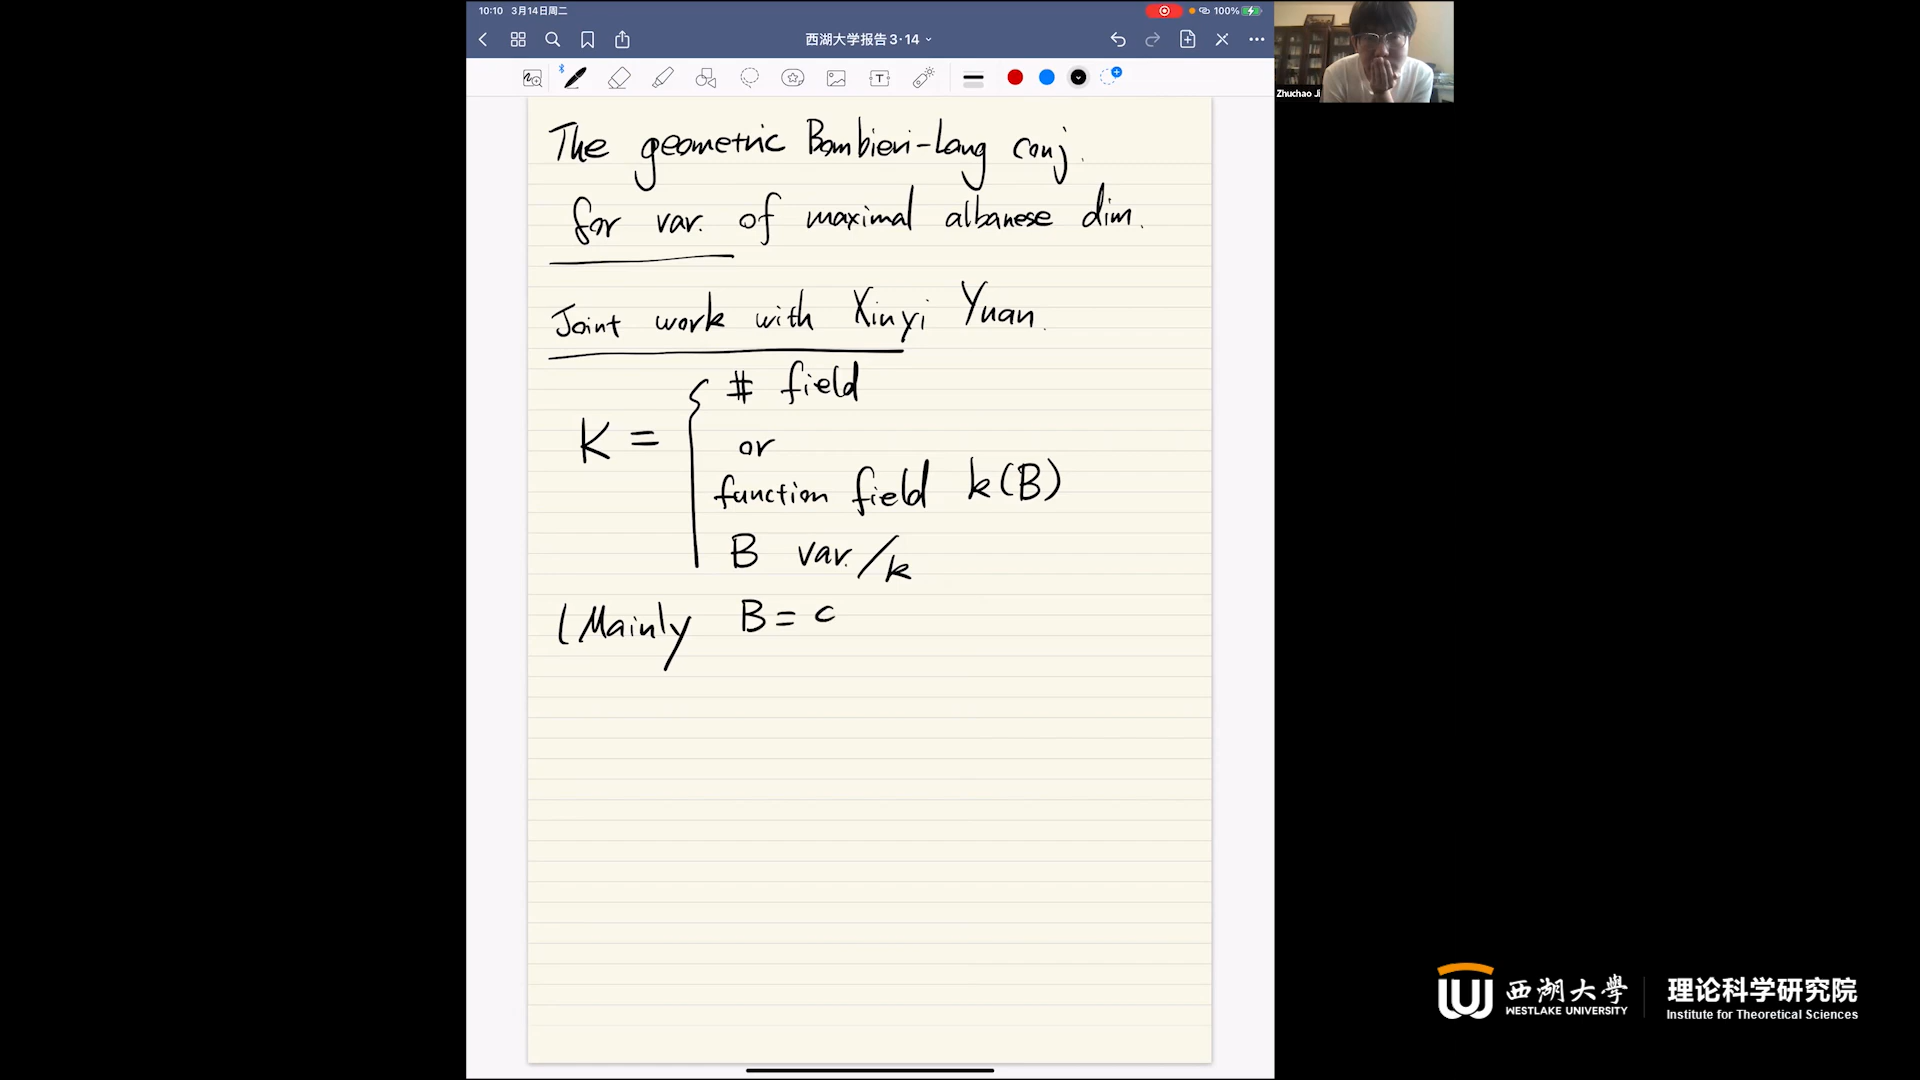 10:10 3月14日周二
100%
西湖大学报告 3·14
T
Zhuchao Ji
The geometric Bombieri-Lang conj.
for var. of maximal albanese dim.
Joint work with Xinyi Yuan.
K = { # field
or
function field k(B)
B var./k
(Mainly B = c
西湖大學
WESTLAKE UNIVERSITY
理论科学研究院
Institute for Theoretical Sciences